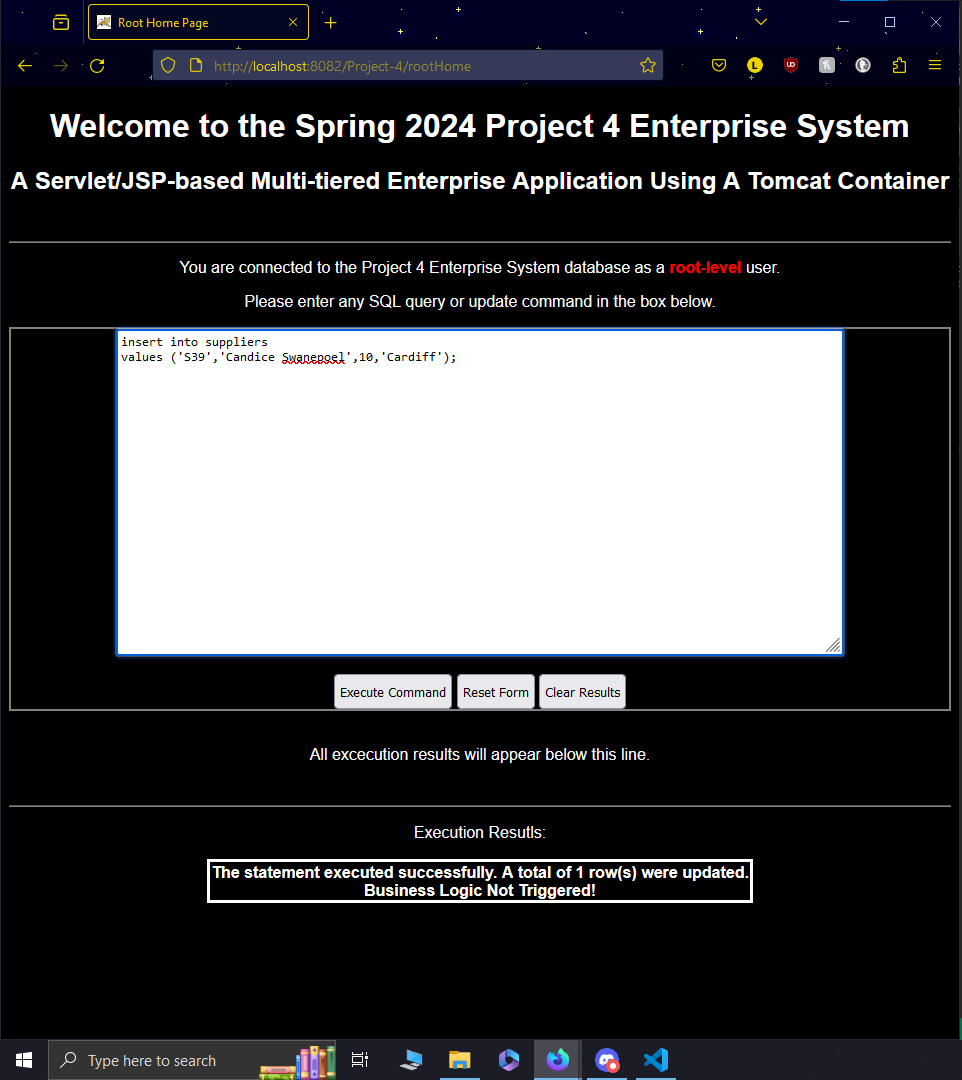 Root Home Page
http://localhost:8082/Project-4/rootHome
Welcome to the Spring 2024 Project 4 Enterprise System
A Servlet/JSP-based Multi-tiered Enterprise Application Using A Tomcat Container
You are connected to the Project 4 Enterprise System database as a root-level user.
Please enter any SQL query or update command in the box below.
insert into suppliers
values ('S39','Candice Swanepoel',10,'Cardiff');
Execute Command Reset Form Clear Results
All excecution results will appear below this line.
Execution Resutls:
The statement executed successfully. A total of 1 row(s) were updated.
Business Logic Not Triggered!
Type here to search